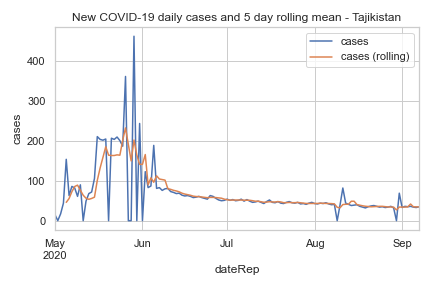 New COVID-19 daily cases and 5 day rolling mean - Tajikistan
cases
cases (rolling)
400
300
200
100
0
cases
May
2020
Jun
Jul
Aug
Sep
dateRep